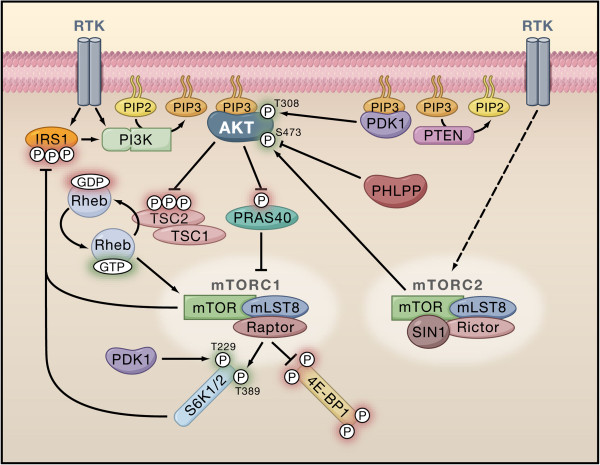 RTK
RTK
PIP2
PIP3
PIP3
PIP3
PIP3
PIP2
T308
P
AKT
PDK1
PTEN
IRS1
P P P
PI3K
S473
P
PHLPP
GDP
Rheb
P P P
TSC2
TSC1
P
PRAS40
Rheb
GTP
mTORC1
mTOR
mLST8
Raptor
mTORC2
mTOR
mLST8
SIN1
Rictor
PDK1
T229
P
P
T389
S6K1/2
P
P
4E-BP1
P
P